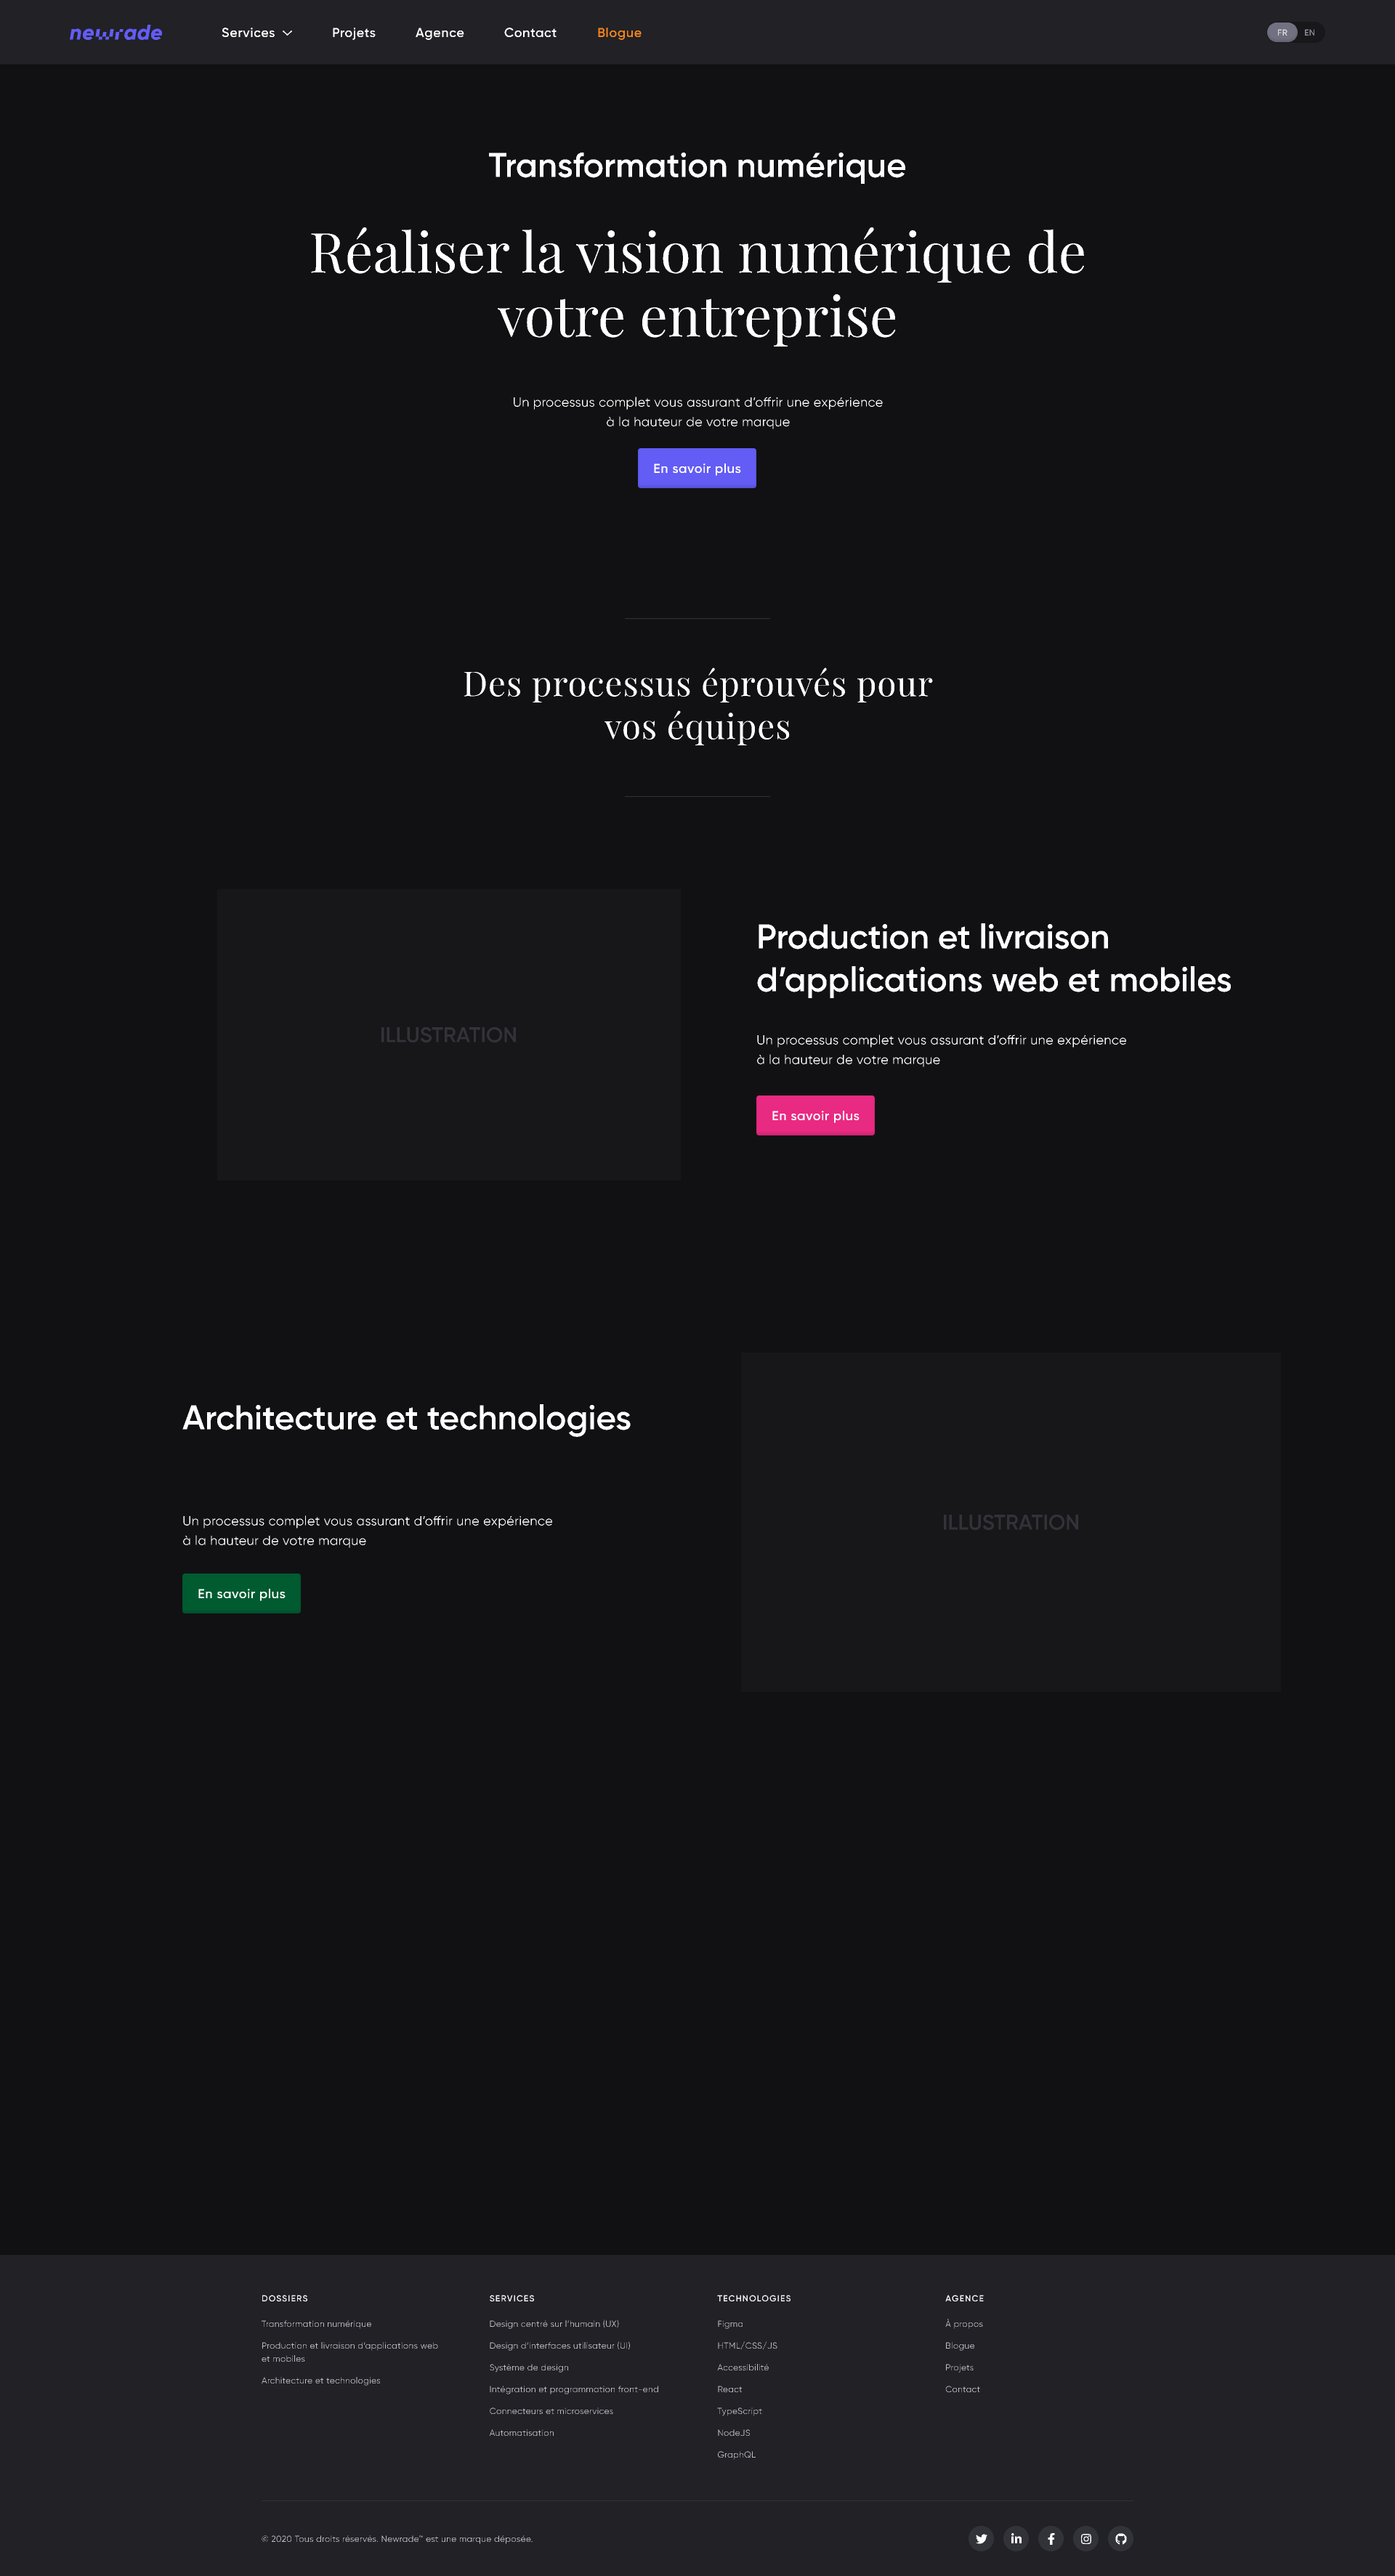 newrade
Services
Projets
Agence
Contact
Blogue
FR
EN
Transformation numérique
Réaliser la vision numérique de
votre entreprise
Un processus complet vous assurant d’offrir une expérience
à la hauteur de votre marque
En savoir plus
Des processus éprouvés pour
vos équipes
ILLUSTRATION
Production et livraison
d’applications web et mobiles
Un processus complet vous assurant d’offrir une expérience
à la hauteur de votre marque
En savoir plus
Architecture et technologies
Un processus complet vous assurant d’offrir une expérience
à la hauteur de votre marque
En savoir plus
ILLUSTRATION
DOSSIERS
Transformation numérique
Production et livraison d’applications web
et mobiles
Architecture et technologies
SERVICES
Design centré sur l’humain (UX)
Design d’interfaces utilisateur (UI)
Système de design
Intégration et programmation front-end
Connecteurs et microservices
Automatisation
TECHNOLOGIES
Figma
HTML/CSS/JS
Accessibilité
React
TypeScript
NodeJS
GraphQL
AGENCE
À propos
Blogue
Projets
Contact
© 2020 Tous droits réservés. Newrade™ est une marque déposée.